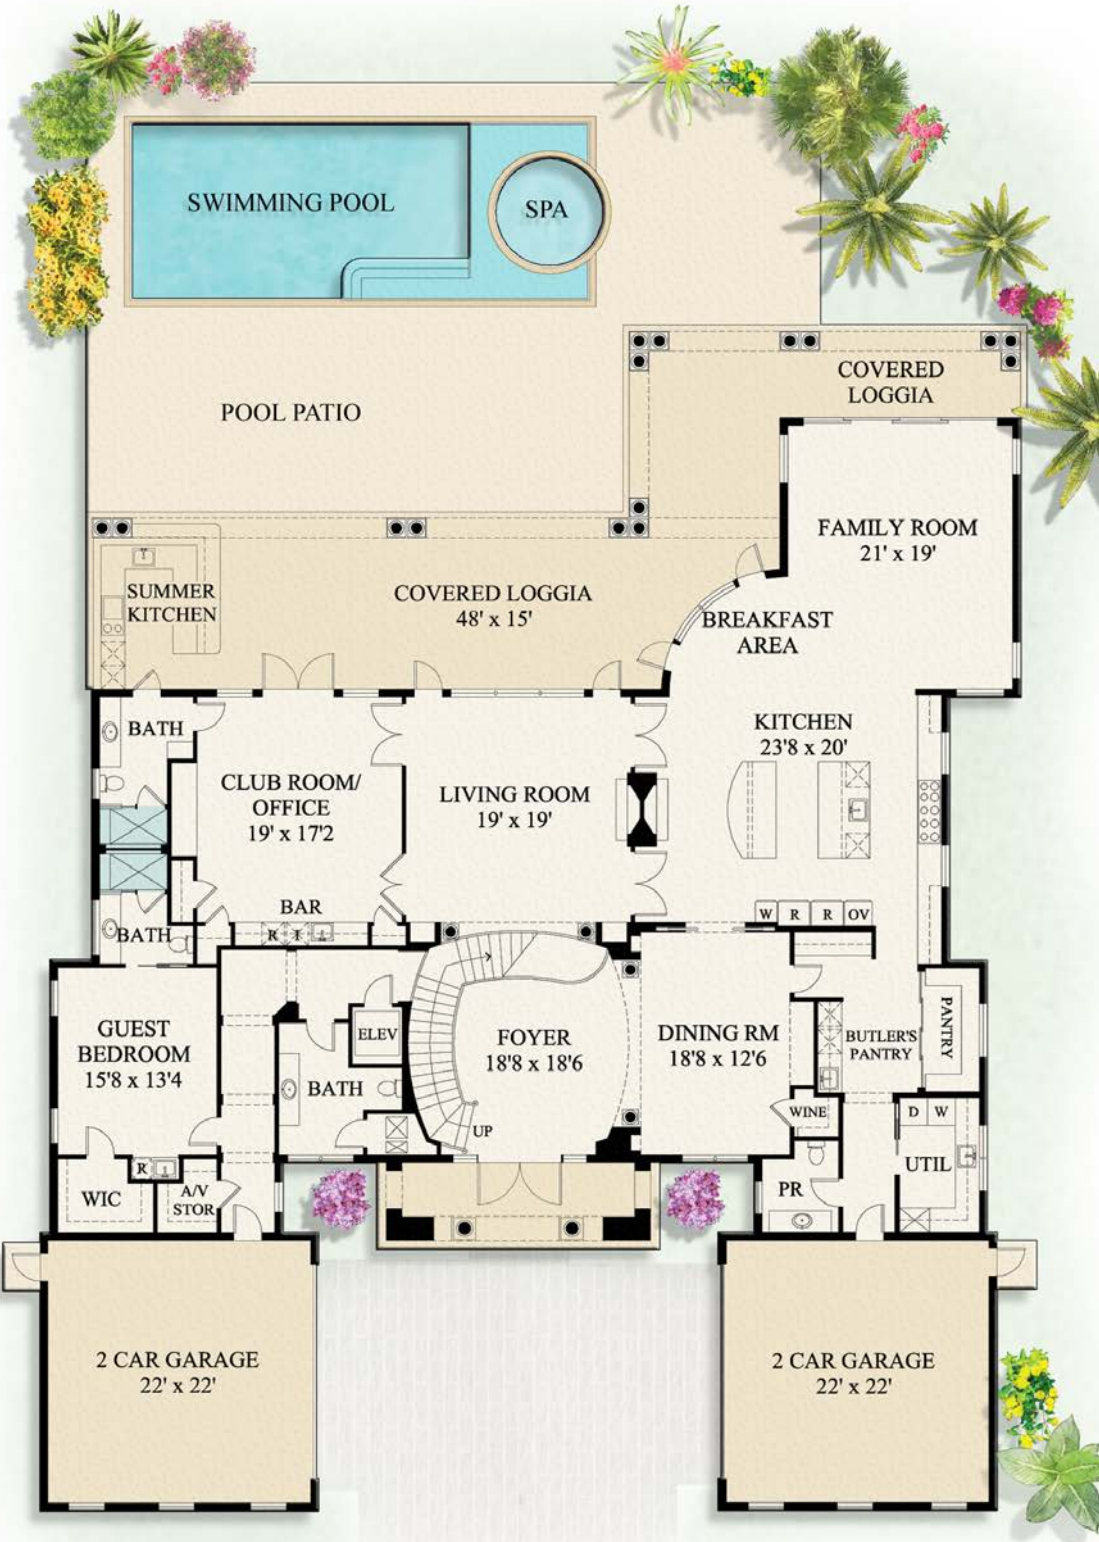 SWIMMING POOL
SPA
POOL PATIO
COVERED
LOGGIA
FAMILY ROOM
21' x 19'
SUMMER
KITCHEN
COVERED LOGGIA
48' x 15'
BREAKFAST
AREA
BATH
CLUB ROOM/
OFFICE
19' x 17'2
LIVING ROOM
19' x 19'
KITCHEN
23'8 x 20'
BAR
R I
W R R OV
BATH
GUEST
BEDROOM
15'8 x 13'4
ELEV
BATH
FOYER
18'8 x 18'6
UP
DINING RM
18'8 x 12'6
BUTLER'S
PANTRY
PANTRY
WINE
D W
UTIL
PR
R
WIC
A/V
STOR
2 CAR GARAGE
22' x 22'
2 CAR GARAGE
22' x 22'